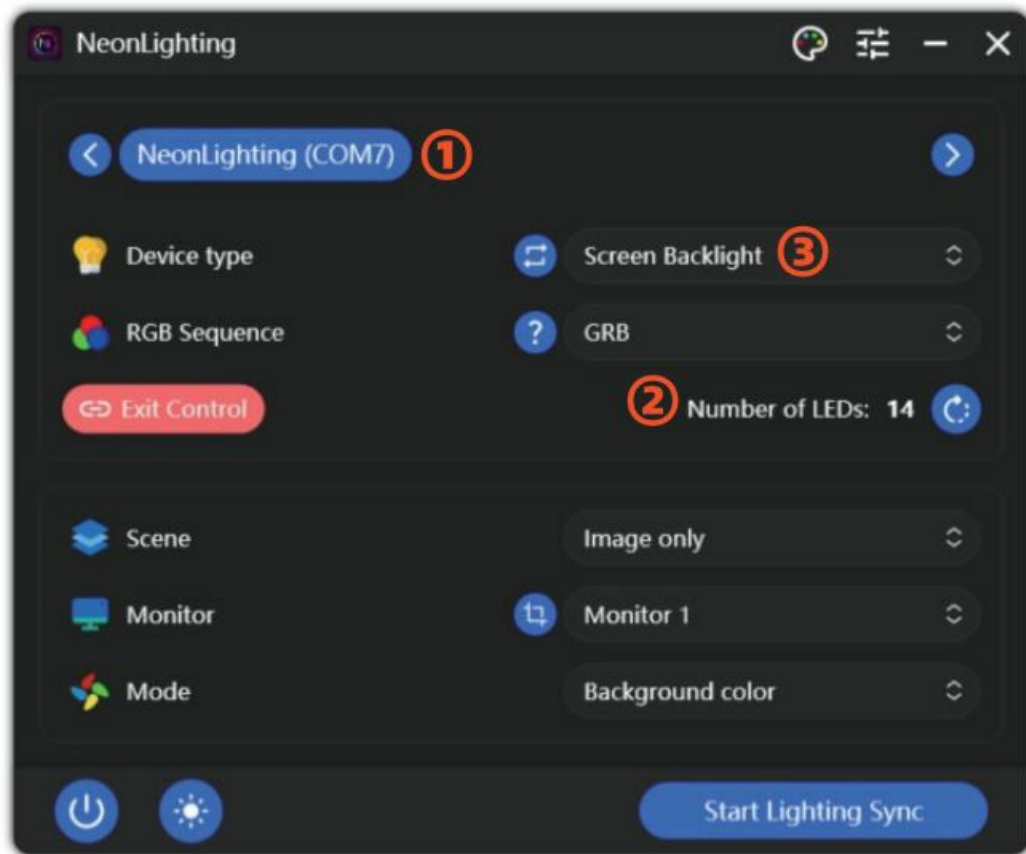 NeonLighting
NeonLighting (COM7) ①
Device type Screen Backlight ③
RGB Sequence ? GRB
Exit Control ② Number of LEDs: 14
Scene Image only
Monitor Monitor 1
Mode Background color
Start Lighting Sync